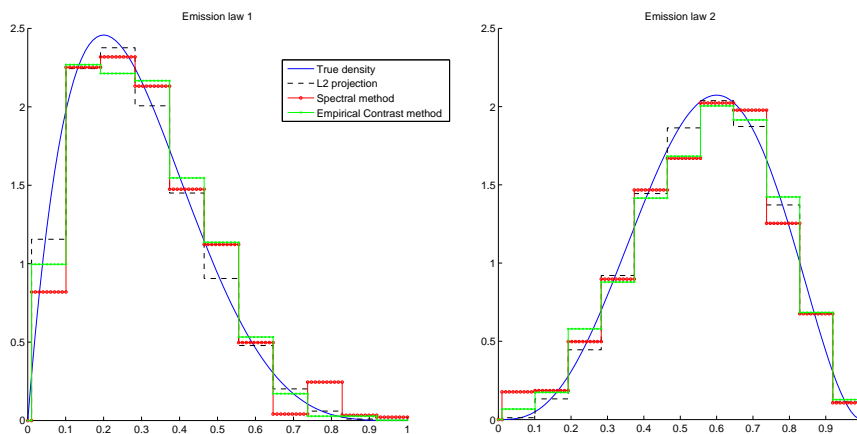 Emission law 1
2.5
2
1.5
1
0.5
0
0 0.1 0.2 0.3 0.4 0.5 0.6 0.7 0.8 0.9 1
True density
L2 projection
Spectral method
Empirical Contrast method
Emission law 2
2.5
2
1.5
1
0.5
0
0 0.1 0.2 0.3 0.4 0.5 0.6 0.7 0.8 0.9